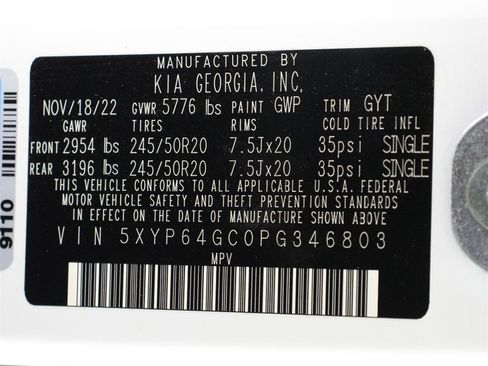 MANUFACTURED BY
KIA GEORGIA, INC,
NOV/18/22 GVWR 5776 lbs PAINT GWP TRIM GYT
GAWR TIRES RIMS COLD TIRE INFL
FRONT 2954 lbs 245/50R20 7.5Jx20 35psi SINGLE
REAR 3196 lbs 245/50R20 7.5Jx20 35psi SINGLE
THIS VEHICLE CONFORMS TO ALL APPLICABLE U.S.A. FEDERAL
MOTOR VEHICLE SAFETY AND THEFT PREVENTION STANDARDS
IN EFFECT ON THE DATE OF MANUFACTURE SHOWN ABOVE.
VIN 5XYP64GC0PG346803
MPV
9110